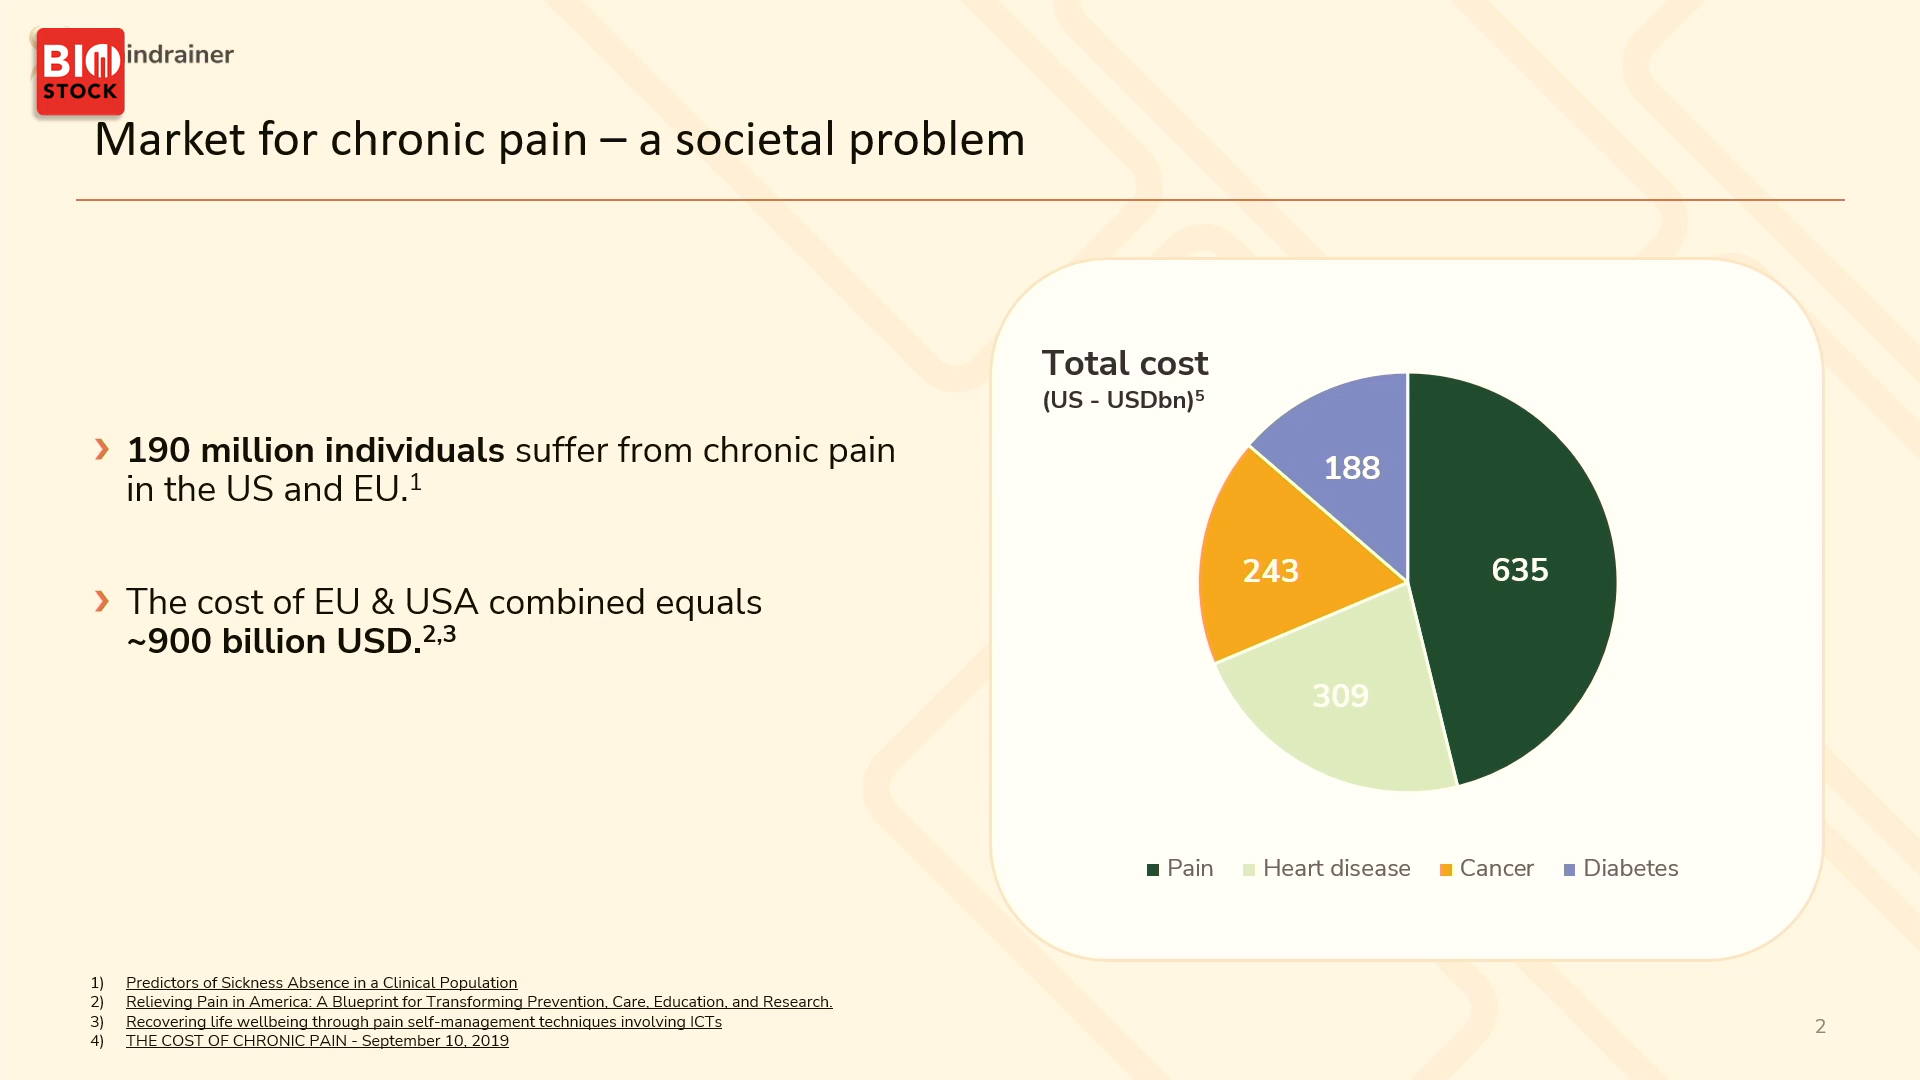 BIO
STOCK
indrainer
Market for chronic pain – a societal problem
190 million individuals suffer from chronic pain
in the US and EU.1
The cost of EU & USA combined equals
~900 billion USD.2,3
Total cost
(US - USDbn)5
188
243
635
309
Pain
Heart disease
Cancer
Diabetes
1) Predictors of Sickness Absence in a Clinical Population
2) Relieving Pain in America: A Blueprint for Transforming Prevention, Care, Education, and Research.
3) Recovering life wellbeing through pain self-management techniques involving ICTs
4) THE COST OF CHRONIC PAIN - September 10, 2019
2